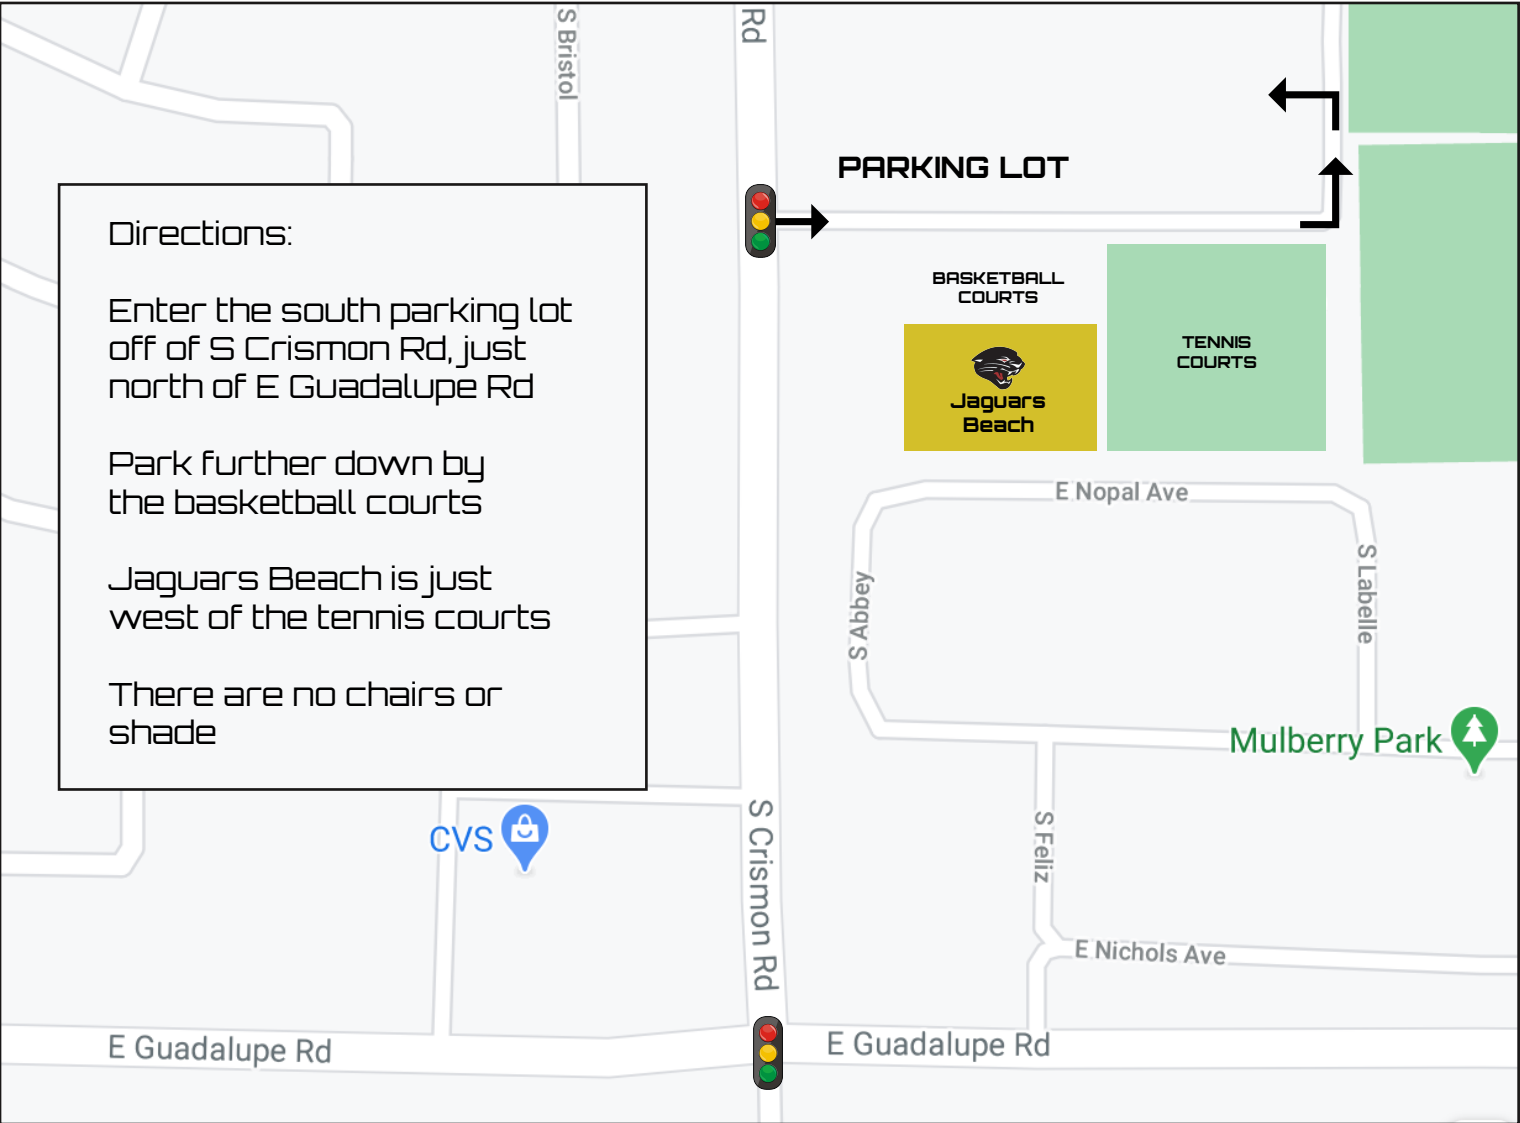 S Bristol
Rd
PARKING LOT
Directions:
Enter the south parking lot
off of S Crismon Rd, just
north of E Guadalupe Rd
Park further down by
the basketball courts
Jaguars Beach is just
west of the tennis courts
There are no chairs or
shade
BASKETBALL
COURTS
TENNIS
COURTS
Jaguars
Beach
E Nopal Ave
S Abbey
S Labelle
Mulberry Park
CVS
S Crismon Rd
S Feliz
E Nichols Ave
E Guadalupe Rd
E Guadalupe Rd